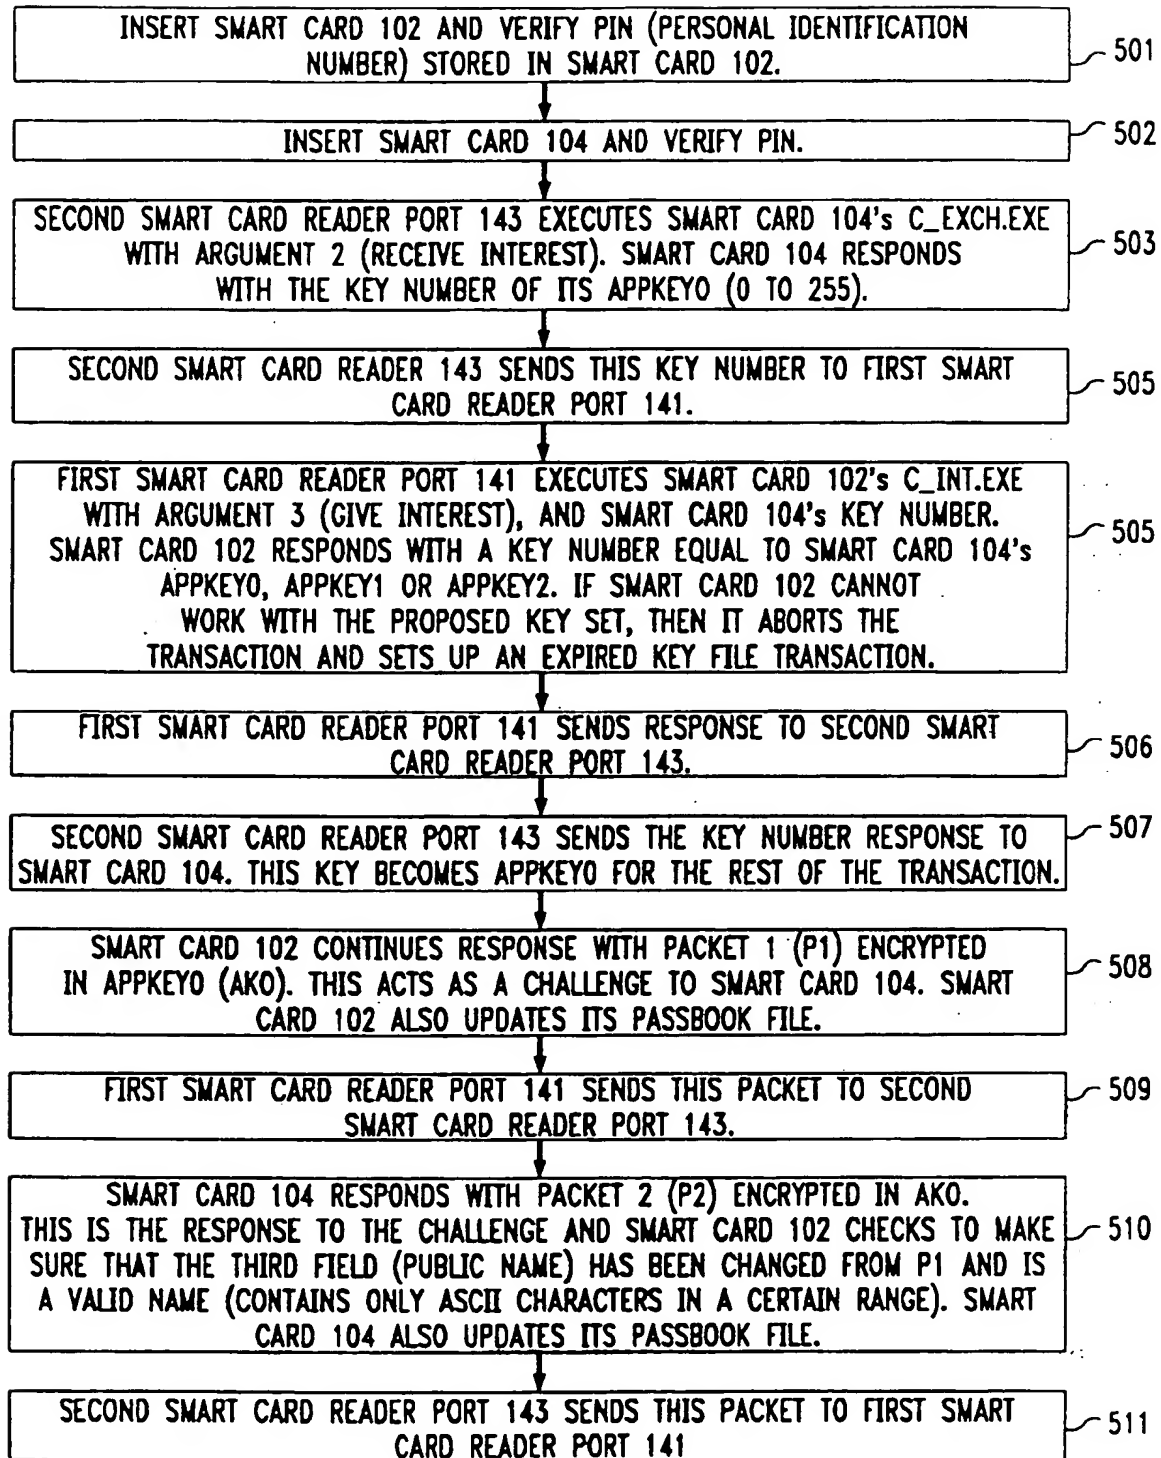 INSERT SMART CARD 102 AND VERIFY PIN (PERSONAL IDENTIFICATION
NUMBER) STORED IN SMART CARD 102.
501
INSERT SMART CARD 104 AND VERIFY PIN.
502
SECOND SMART CARD READER PORT 143 EXECUTES SMART CARD 104's C_EXCH.EXE
WITH ARGUMENT 2 (RECEIVE INTEREST). SMART CARD 104 RESPONDS
WITH THE KEY NUMBER OF ITS APPKEY0 (0 TO 255).
503
SECOND SMART CARD READER 143 SENDS THIS KEY NUMBER TO FIRST SMART
CARD READER PORT 141.
505
FIRST SMART CARD READER PORT 141 EXECUTES SMART CARD 102's C_INT.EXE
WITH ARGUMENT 3 (GIVE INTEREST), AND SMART CARD 104's KEY NUMBER.
SMART CARD 102 RESPONDS WITH A KEY NUMBER EQUAL TO SMART CARD 104's
APPKEY0, APPKEY1 OR APPKEY2. IF SMART CARD 102 CANNOT
WORK WITH THE PROPOSED KEY SET, THEN IT ABORTS THE
TRANSACTION AND SETS UP AN EXPIRED KEY FILE TRANSACTION.
505
FIRST SMART CARD READER PORT 141 SENDS RESPONSE TO SECOND SMART
CARD READER PORT 143.
506
SECOND SMART CARD READER PORT 143 SENDS THE KEY NUMBER RESPONSE TO
SMART CARD 104. THIS KEY BECOMES APPKEY0 FOR THE REST OF THE TRANSACTION.
507
SMART CARD 102 CONTINUES RESPONSE WITH PACKET 1 (P1) ENCRYPTED
IN APPKEY0 (AK0). THIS ACTS AS A CHALLENGE TO SMART CARD 104. SMART
CARD 102 ALSO UPDATES ITS PASSBOOK FILE.
508
FIRST SMART CARD READER PORT 141 SENDS THIS PACKET TO SECOND
SMART CARD READER PORT 143.
509
SMART CARD 104 RESPONDS WITH PACKET 2 (P2) ENCRYPTED IN AK0.
THIS IS THE RESPONSE TO THE CHALLENGE AND SMART CARD 102 CHECKS TO MAKE
SURE THAT THE THIRD FIELD (PUBLIC NAME) HAS BEEN CHANGED FROM P1 AND IS
A VALID NAME (CONTAINS ONLY ASCII CHARACTERS IN A CERTAIN RANGE). SMART
CARD 104 ALSO UPDATES ITS PASSBOOK FILE.
510
SECOND SMART CARD READER PORT 143 SENDS THIS PACKET TO FIRST SMART
CARD READER PORT 141
511